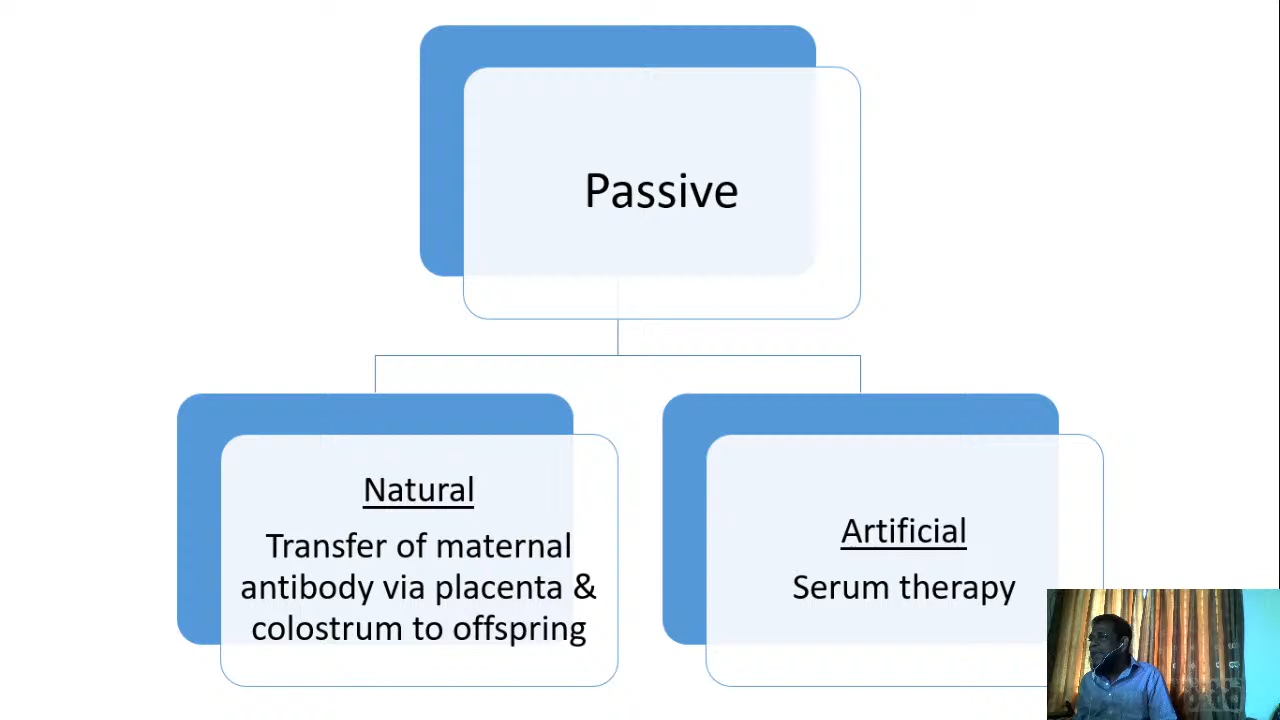 Passive
Natural
Transfer of maternal
antibody via placenta &
colostrum to offspring
Artificial
Serum therapy